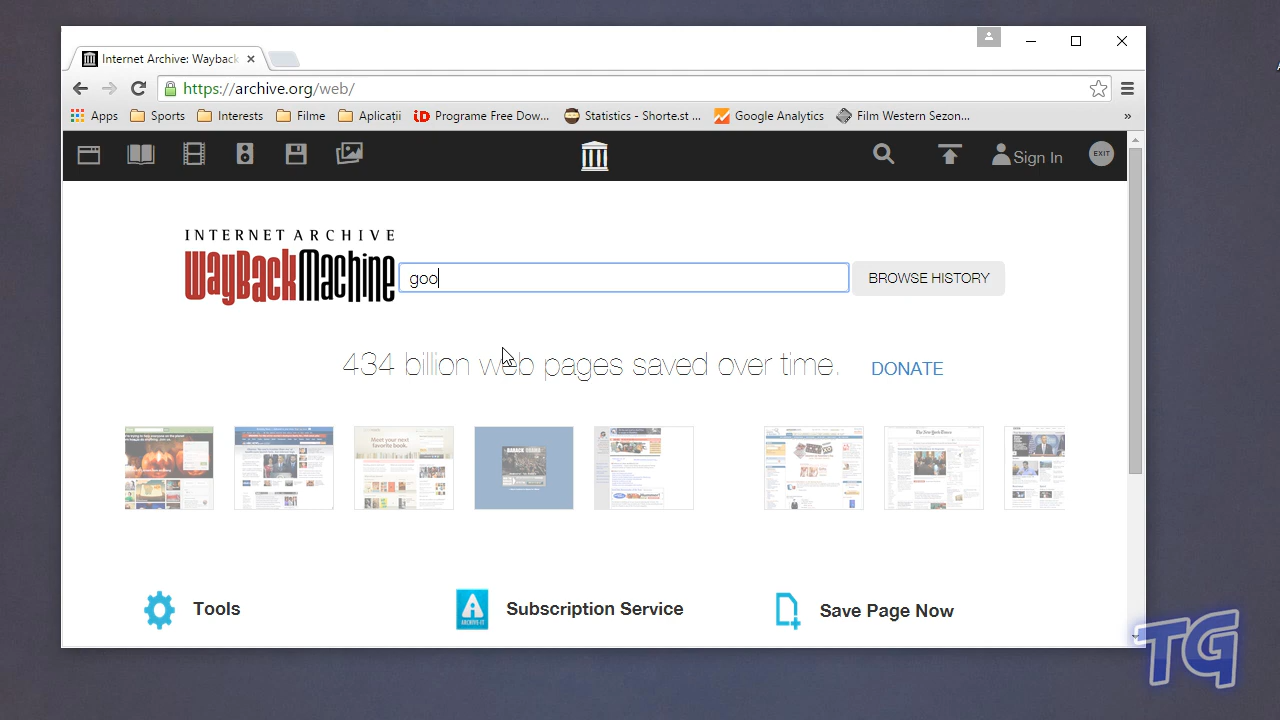 Internet Archive: Wayback
https://archive.org/web/
Apps Sports Interests Filme Aplicații Programe Free Dow... Statistics - Shorte.st ... Google Analytics Film Western Sezon... »
Sign In EXIT
INTERNET ARCHIVE
WayBackMachine
goo
BROWSE HISTORY
434 billion web pages saved over time.
DONATE
Tools
ARCHIVE-IT
Subscription Service
Save Page Now
TG